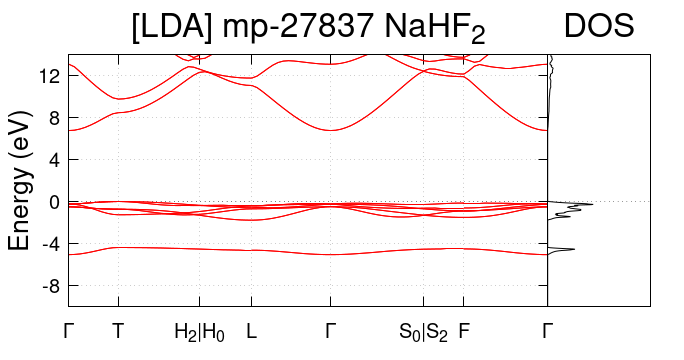 [LDA] mp-27837 NaHF2 DOS
Energy (eV)
12
8
4
0
-4
-8
Γ T H2|H0 L Γ S0|S2 F Γ